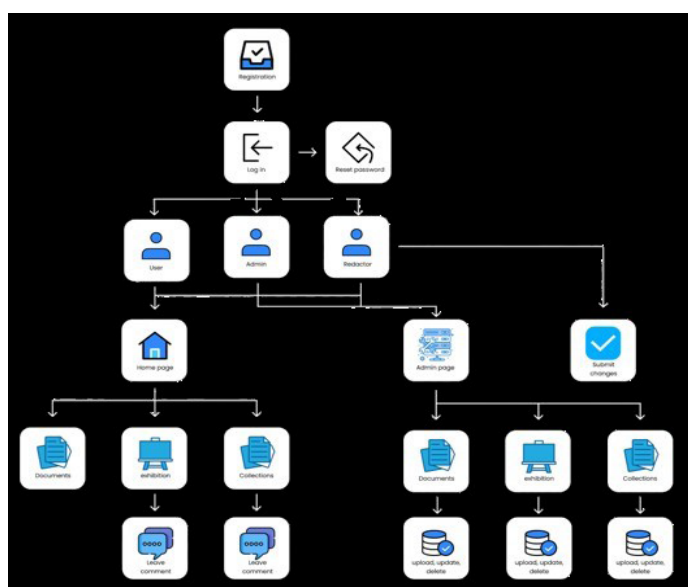 Registration
Log in
Reset password
User
Admin
Redactor
Home page
Admin page
Submit
changes
Documents
exhibition
Collections
Documents
exhibition
Collections
Leave
comment
Leave
comment
upload, update,
delete
upload, update,
delete
upload, update,
delete